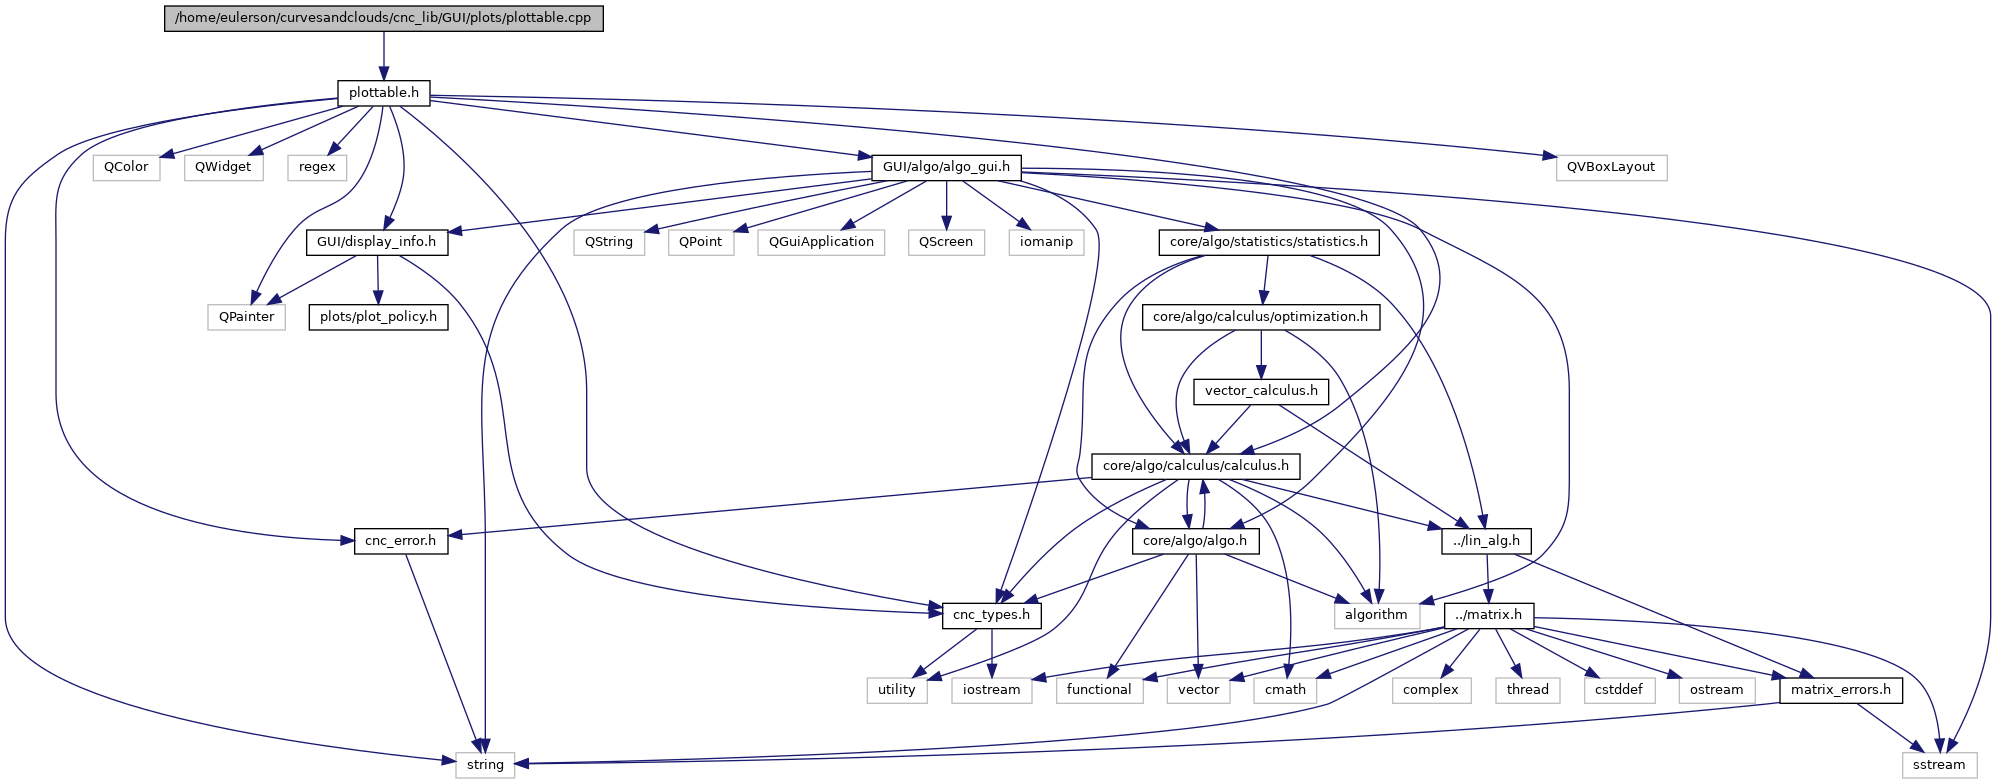 /home/eulerson/curvesandclouds/cnc_lib/GUI/plots/plottable.cpp
plottable.h
QColor
QWidget
regex
GUI/algo/algo_gui.h
QVBoxLayout
GUI/display_info.h
QString
QPoint
QGuiApplication
QScreen
iomanip
core/algo/statistics/statistics.h
QPainter
plots/plot_policy.h
core/algo/calculus/optimization.h
vector_calculus.h
core/algo/calculus/calculus.h
cnc_error.h
core/algo/algo.h
../lin_alg.h
cnc_types.h
algorithm
../matrix.h
utility
iostream
functional
vector
cmath
complex
thread
cstddef
ostream
matrix_errors.h
string
sstream